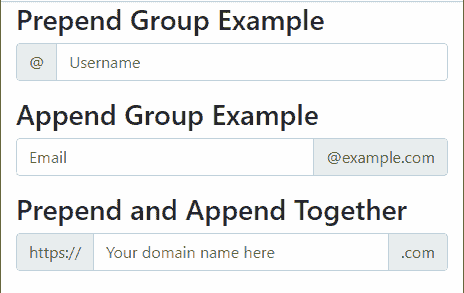 Prepend Group Example
@ Username
Append Group Example
Email @example.com
Prepend and Append Together
https:// Your domain name here .com